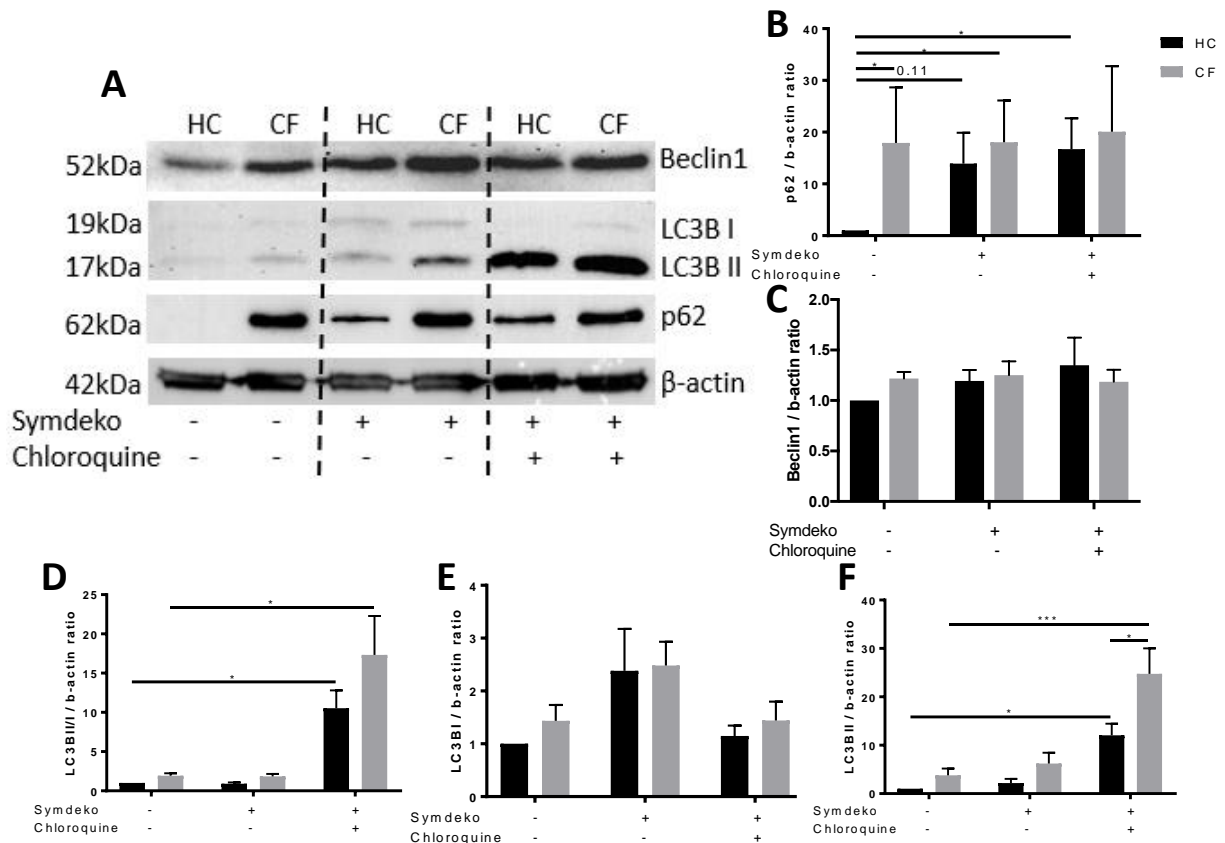 A
HC CF HC CF HC CF
52kDa Beclin1
19kDa LC3B I
17kDa LC3B II
62kDa p62
42kDa β-actin
Symdeko - - + + + +
Chloroquine - - - - + +
B
HC
CF
p62 / b-actin ratio
40
30
20
10
0
*
*
*
0.11
Symdeko - + +
Chloroquine - - +
C
Beclin1 / b-actin ratio
2.0
1.5
1.0
0.5
0.0
Symdeko - + +
Chloroquine - - +
D
LC3BII/I / b-actin ratio
25
20
15
10
5
0
*
*
Symdeko - + +
Chloroquine - - +
E
LC3BI / b-actin ratio
4
3
2
1
0
Symdeko - + +
Chloroquine - - +
F
LC3BII / b-actin ratio
40
30
20
10
0
***
*
*
Symdeko - + +
Chloroquine - - +